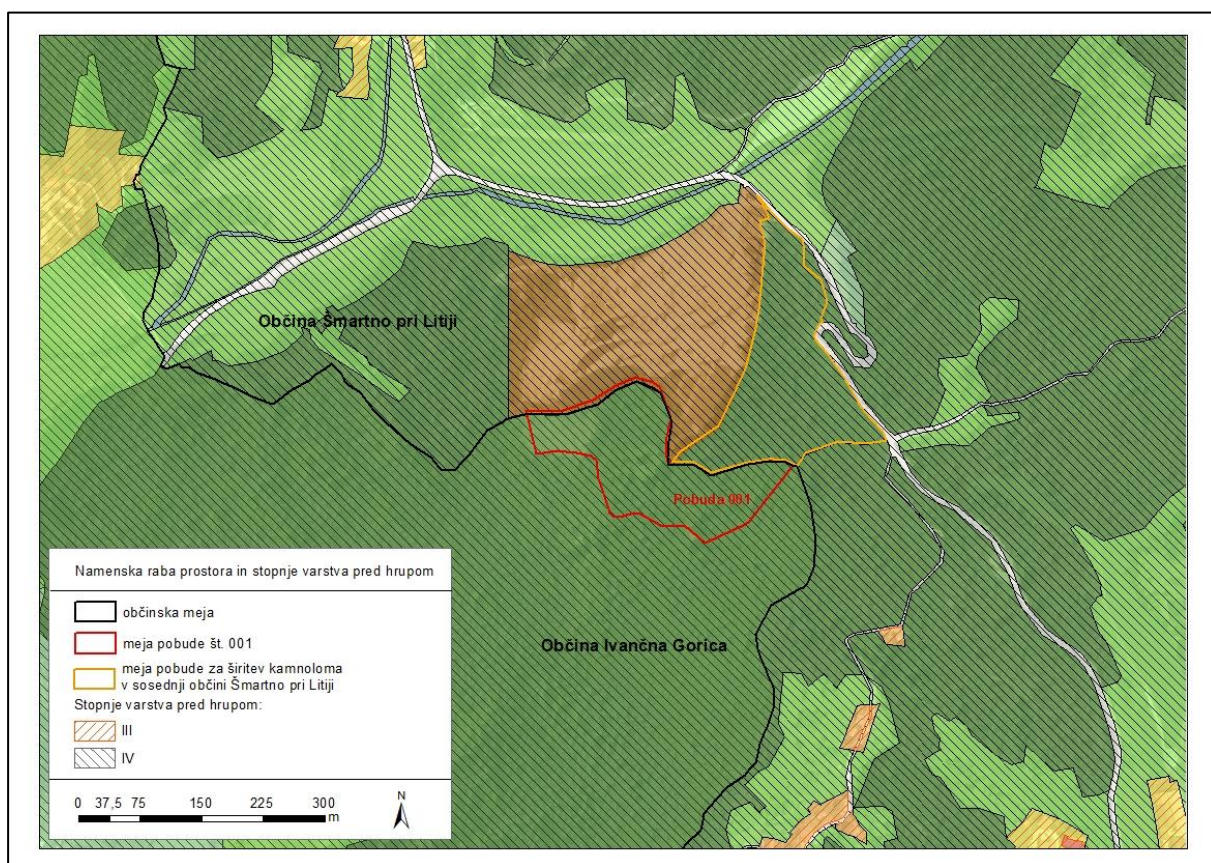 Občina Šmartno pri Litiji
Pobuda 001
Občina Ivančna Gorica
Namenska raba prostora in stopnje varstva pred hrupom
občinska meja
meja pobude št. 001
meja pobude za širitev kamnoloma
v sosednji občini Šmartno pri Litiji
Stopnje varstva pred hrupom:
III
IV
0 37,5 75 150 225 300
m
N